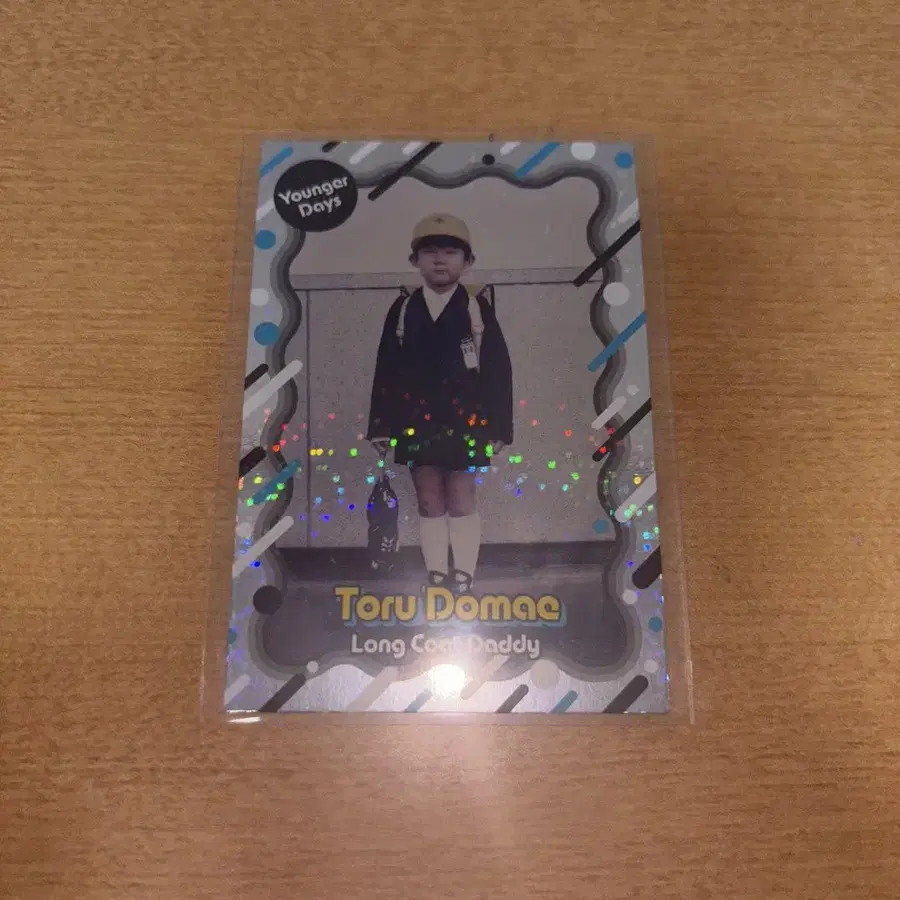 Younger
Days
Toru Domae
Long Coat Daddy